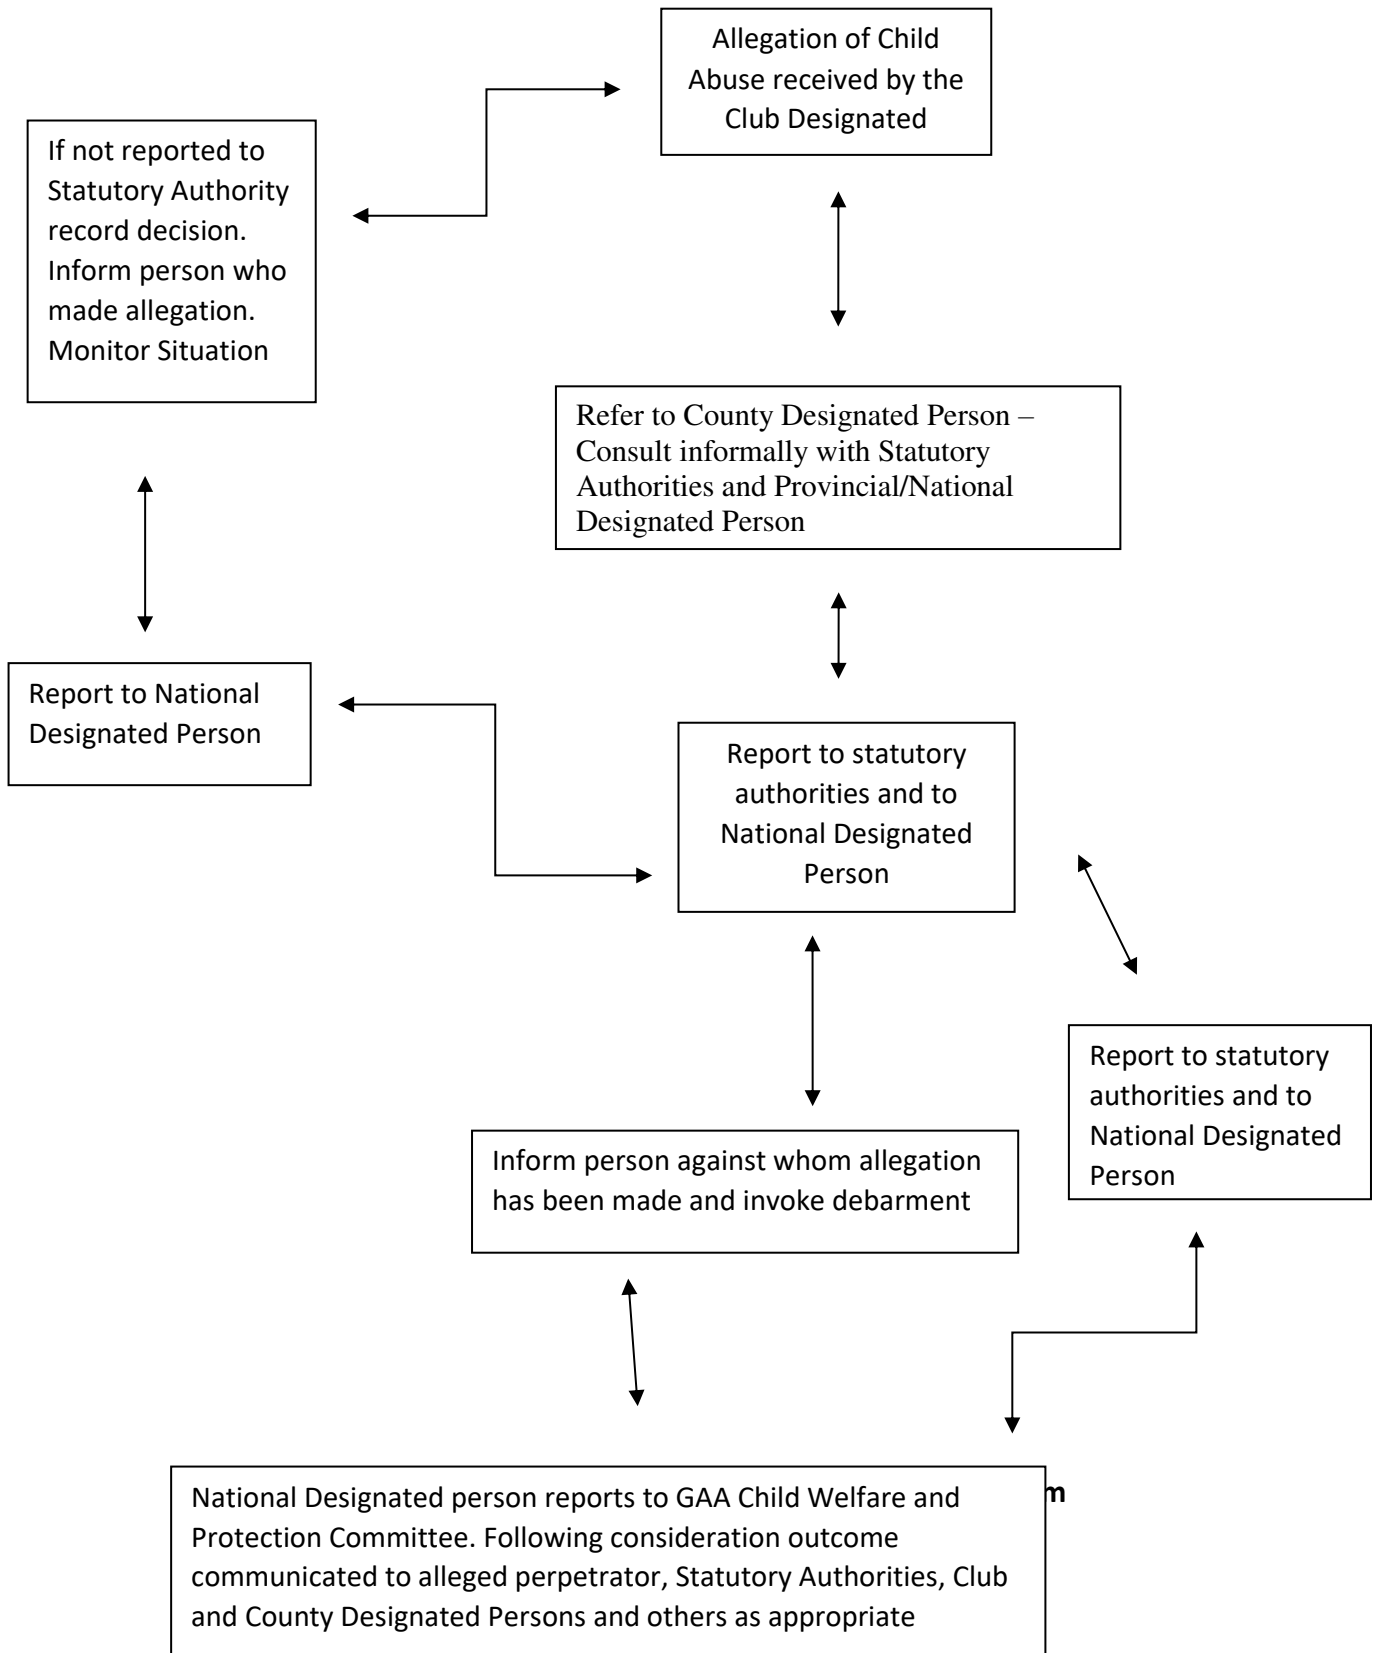 Allegation of Child
Abuse received by the
Club Designated
If not reported to
Statutory Authority
record decision.
Inform person who
made allegation.
Monitor Situation
Refer to County Designated Person –
Consult informally with Statutory
Authorities and Provincial/National
Designated Person
Report to National
Designated Person
Report to statutory
authorities and to
National Designated
Person
Report to statutory
authorities and to
National Designated
Person
Inform person against whom allegation
has been made and invoke debarment
National Designated person reports to GAA Child Welfare and
Protection Committee. Following consideration outcome
communicated to alleged perpetrator, Statutory Authorities, Club
and County Designated Persons and others as appropriate